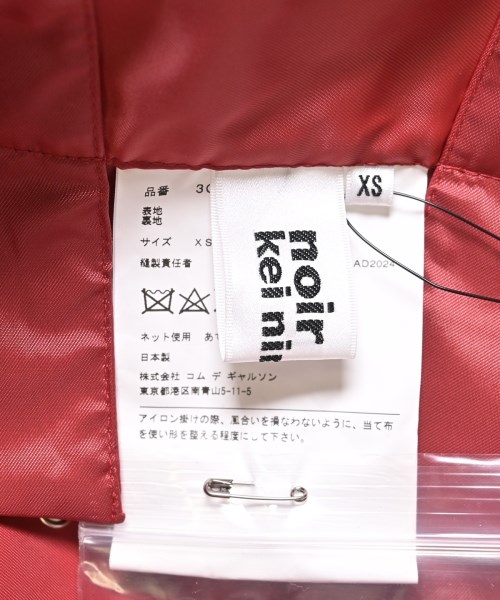 XS
noir
kei ni
品番 30
表地
裏地
サイズ XS
縫製責任者 AD2024
ネット使用 あ
日本製
株式会社 コム デ ギャルソン
東京都港区南青山5-11-5
アイロン掛けの際、風合いを損なわないように、当て布
を使い形を整える程度にして下さい。